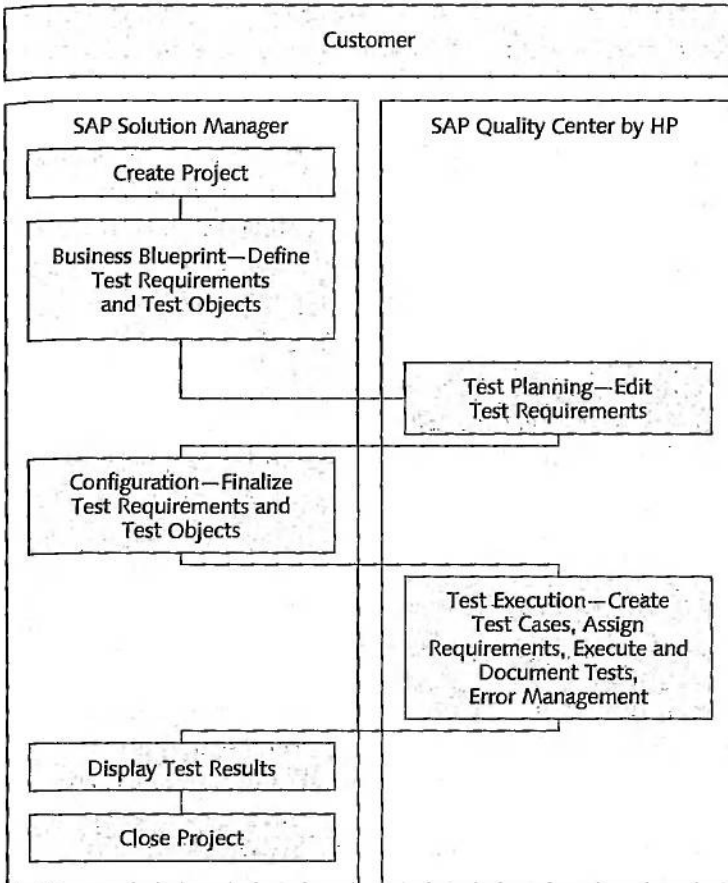 Customer
SAP Solution Manager
SAP Quality Center by HP
Create Project
Business Blueprint—Define
Test Requirements
and Test Objects
Test Planning—Edit
Test Requirements
Configuration—Finalize
Test Requirements and
Test Objects
Test Execution—Create
Test Cases, Assign
Requirements, Execute and
Document Tests,
Error Management
Display Test Results
Close Project